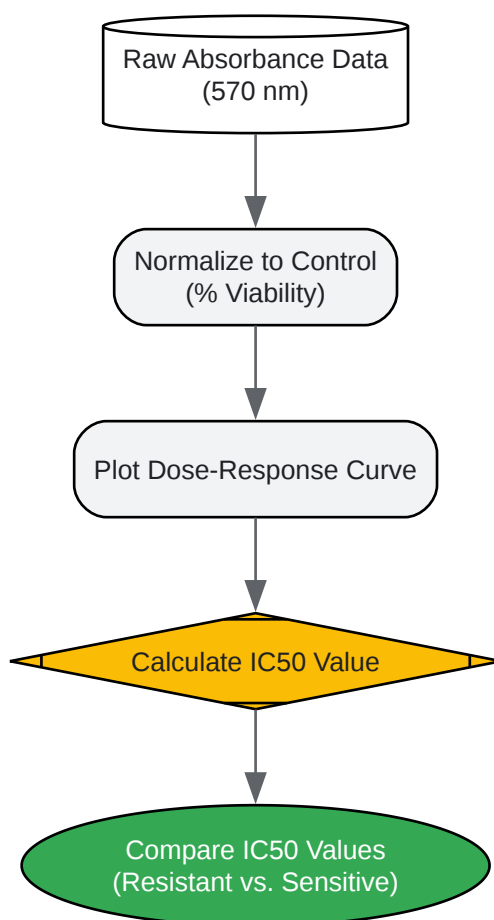 Raw Absorbance Data
(570 nm)
Normalize to Control
(% Viability)
Plot Dose-Response Curve
Calculate IC50 Value
Compare IC50 Values
(Resistant vs. Sensitive)